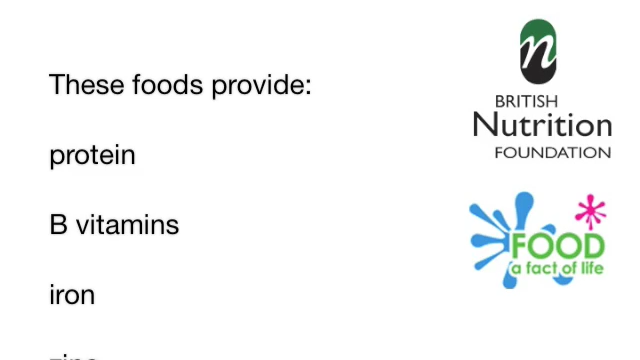 These foods provide:
protein
B vitamins
iron
n
BRITISH
Nutrition
FOUNDATION
FOOD
a fact of life